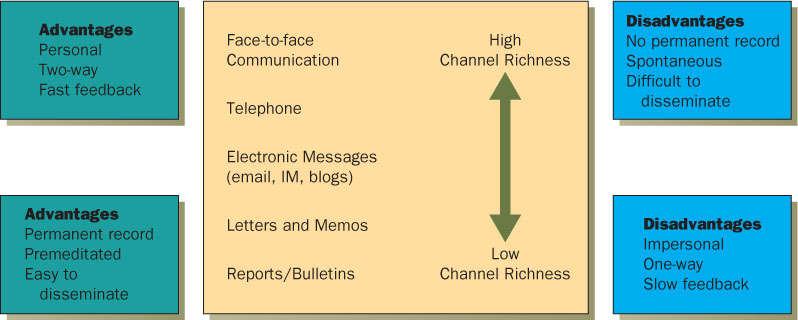 Advantages
Personal
Two-way
Fast feedback
Face-to-face
Communication
Telephone
Electronic Messages
(email, IM, blogs)
Letters and Memos
Reports/Bulletins
High
Channel Richness
Low
Channel Richness
Disadvantages
No permanent record
Spontaneous
Difficult to
disseminate
Advantages
Permanent record
Premeditated
Easy to
disseminate
Disadvantages
Impersonal
One-way
Slow feedback